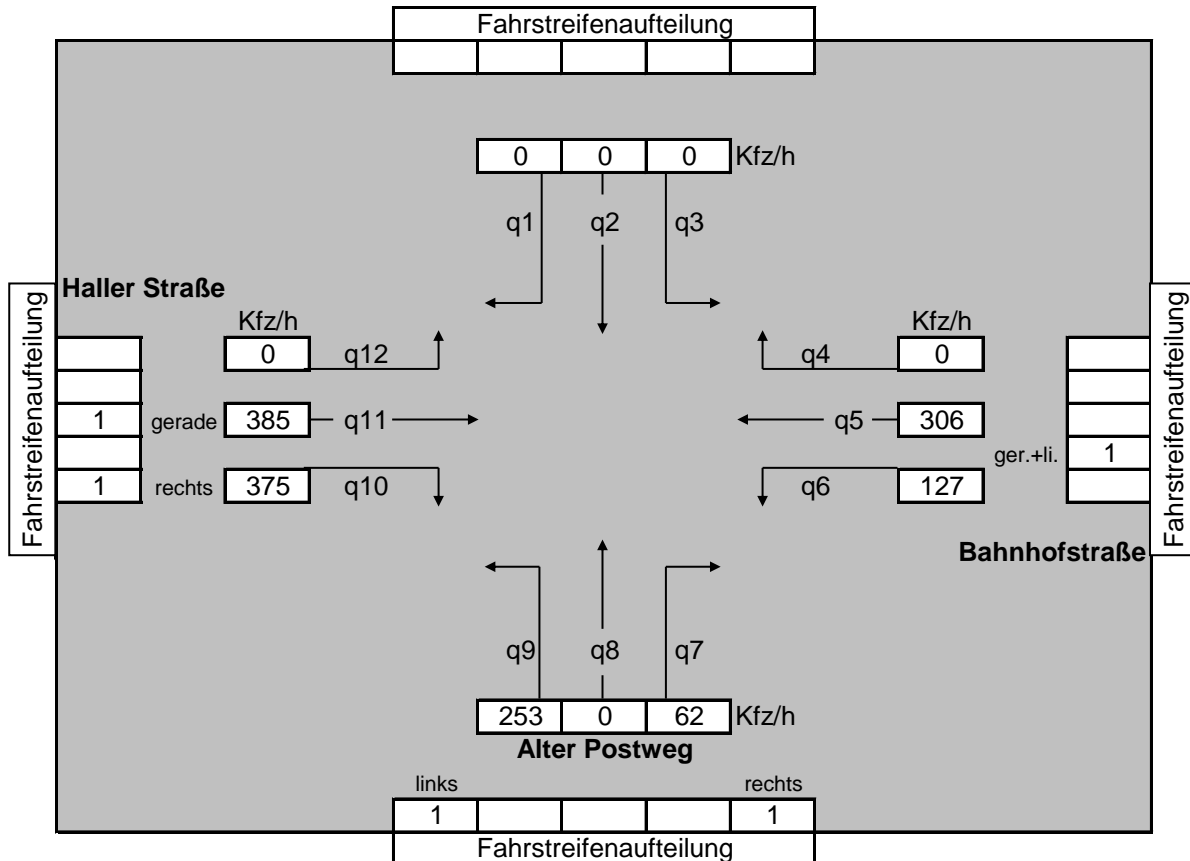 Fahrstreifenaufteilung
0 0 0 Kfz/h
q1 q2 q3
Haller Straße
Fahrstreifenaufteilung
Kfz/h
0 q12
1 gerade 385 q11
1 rechts 375 q10
Kfz/h
q4 0
q5 306
ger.+li. 1
q6 127
Fahrstreifenaufteilung
Bahnhofstraße
q9 q8 q7
253 0 62 Kfz/h
Alter Postweg
links rechts
1 1
Fahrstreifenaufteilung